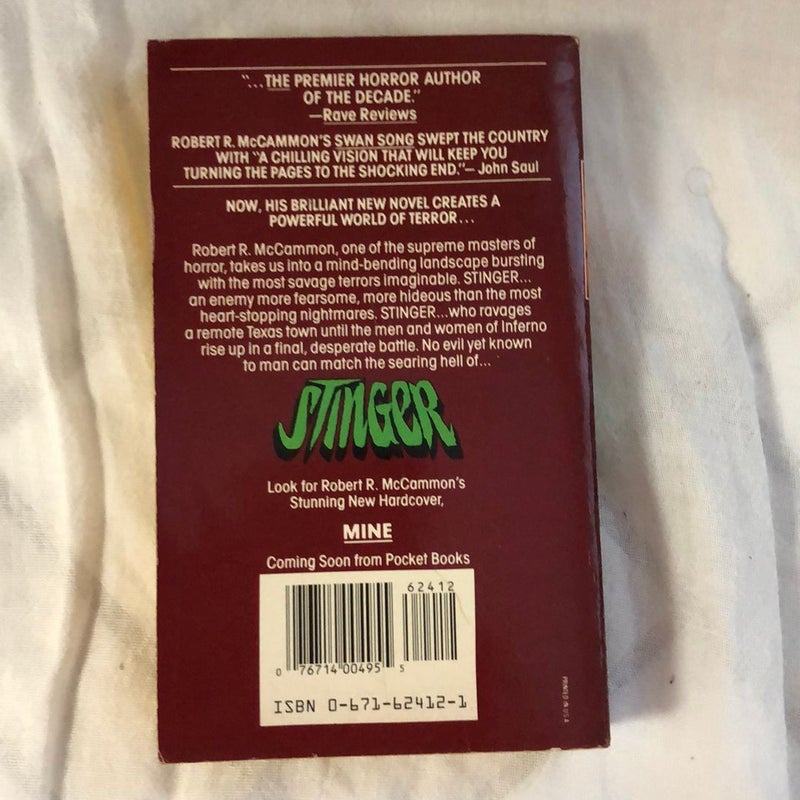 "...THE PREMIER HORROR AUTHOR
OF THE DECADE."
—Rave Reviews
ROBERT R. McCAMMON'S SWAN SONG SWEPT THE COUNTRY
WITH "A CHILLING VISION THAT WILL KEEP YOU
TURNING THE PAGES TO THE SHOCKING END."— John Saul
NOW, HIS BRILLIANT NEW NOVEL CREATES A
POWERFUL WORLD OF TERROR...
Robert R. McCammon, one of the supreme masters of
horror, takes us into a mind-bending landscape bursting
with the most savage terrors imaginable. STINGER...
an enemy more fearsome, more hideous than the most
heart-stopping nightmares. STINGER...who ravages
a remote Texas town until the men and women of Inferno
rise up in a final, desperate battle. No evil yet known
to man can match the searing hell of...
STINGER
Look for Robert R. McCammon's
Stunning New Hardcover,
MINE
Coming Soon from Pocket Books
62412
0 76714 00495 5
ISBN 0-671-62412-1
PRINTED IN U.S.A.